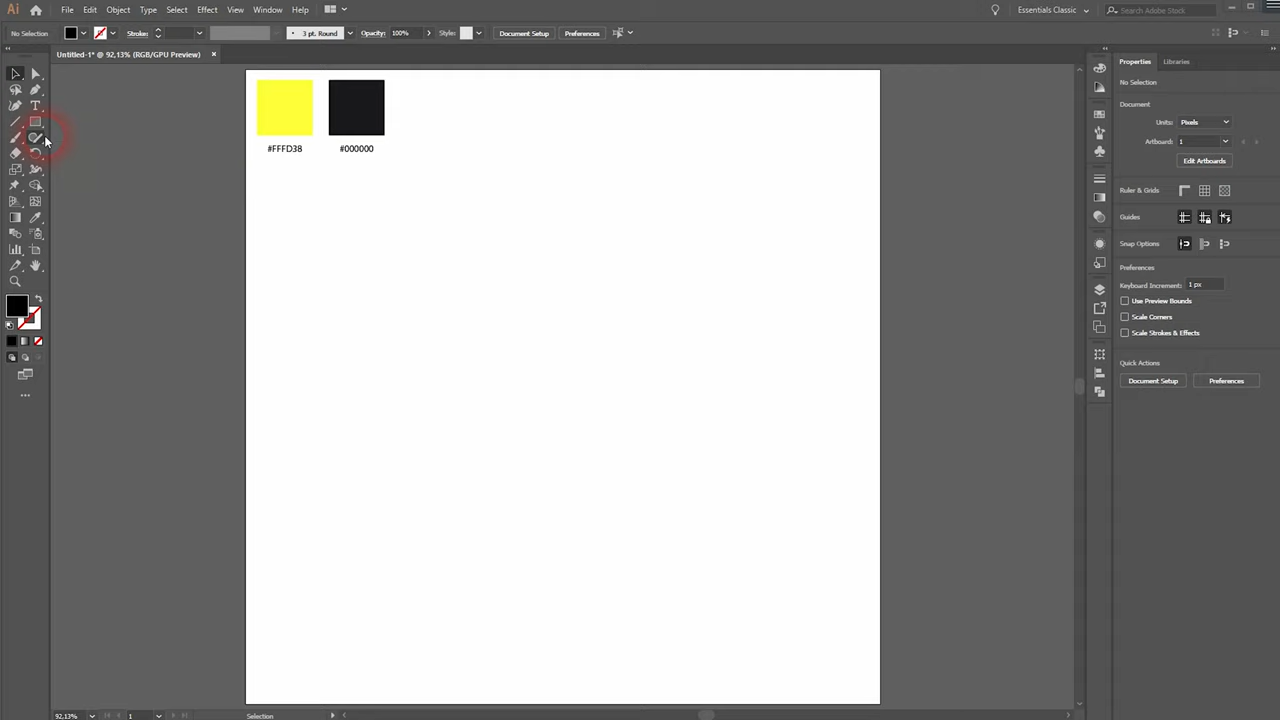 Ai File Edit Object Type Select Effect View Window Help Essentials Classic Search Adobe Stock
No Selection Stroke: 3 pt. Round Opacity: 100% Style: Document Setup Preferences
Untitled-1* @ 92,13% (RGB/GPU Preview) ×
Properties Libraries
No Selection
Document
Units: Pixels
Artboard: 1
Edit Artboards
Ruler & Grids
Guides
Snap Options
Preferences
Keyboard Increment: 1 px
Use Preview Bounds
Scale Corners
Scale Strokes & Effects
Quick Actions
Document Setup Preferences
#FFFD38 #000000
92,13% 1 Selection